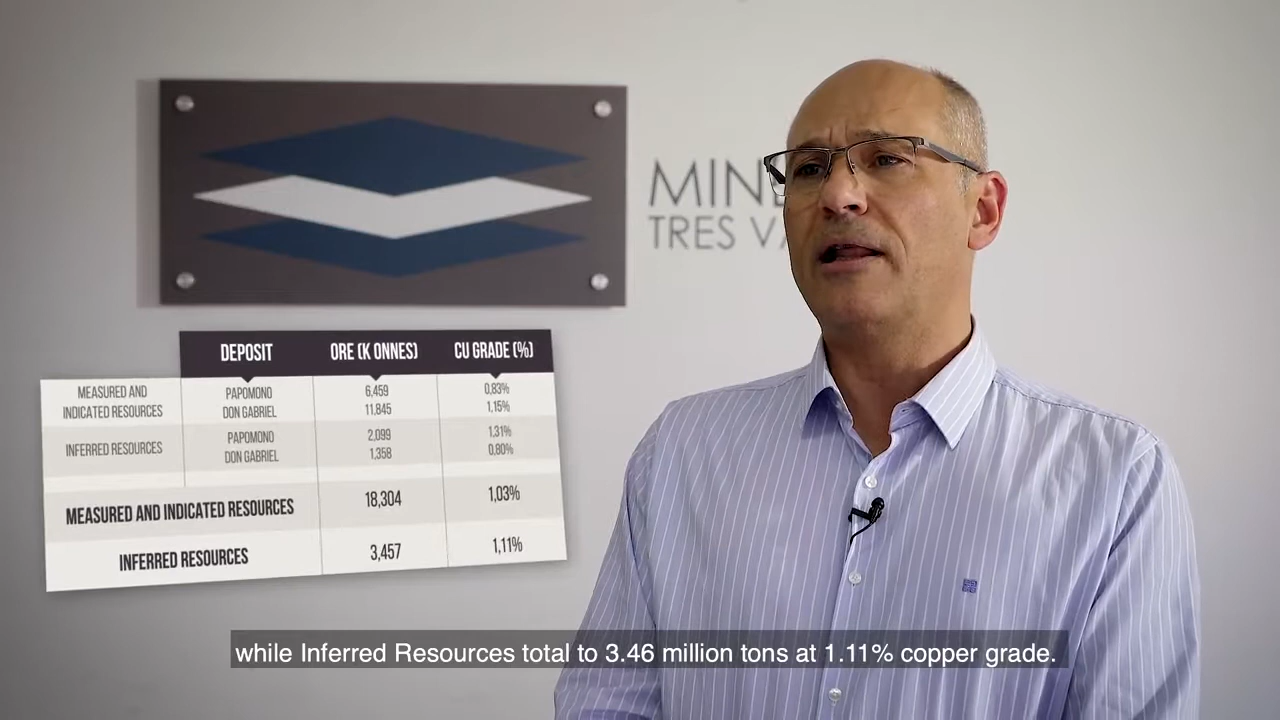 MINE
TRES VA
DEPOSIT ORE (K ONNES) CU GRADE (%)
MEASURED AND INDICATED RESOURCES PAPOMONO 6,459 0,83%
DON GABRIEL 11,845 1,15%
INFERRED RESOURCES PAPOMONO 2,099 1,31%
DON GABRIEL 1,358 0,80%
MEASURED AND INDICATED RESOURCES 18,304 1,03%
INFERRED RESOURCES 3,457 1,11%
while Inferred Resources total to 3.46 million tons at 1.11% copper grade.